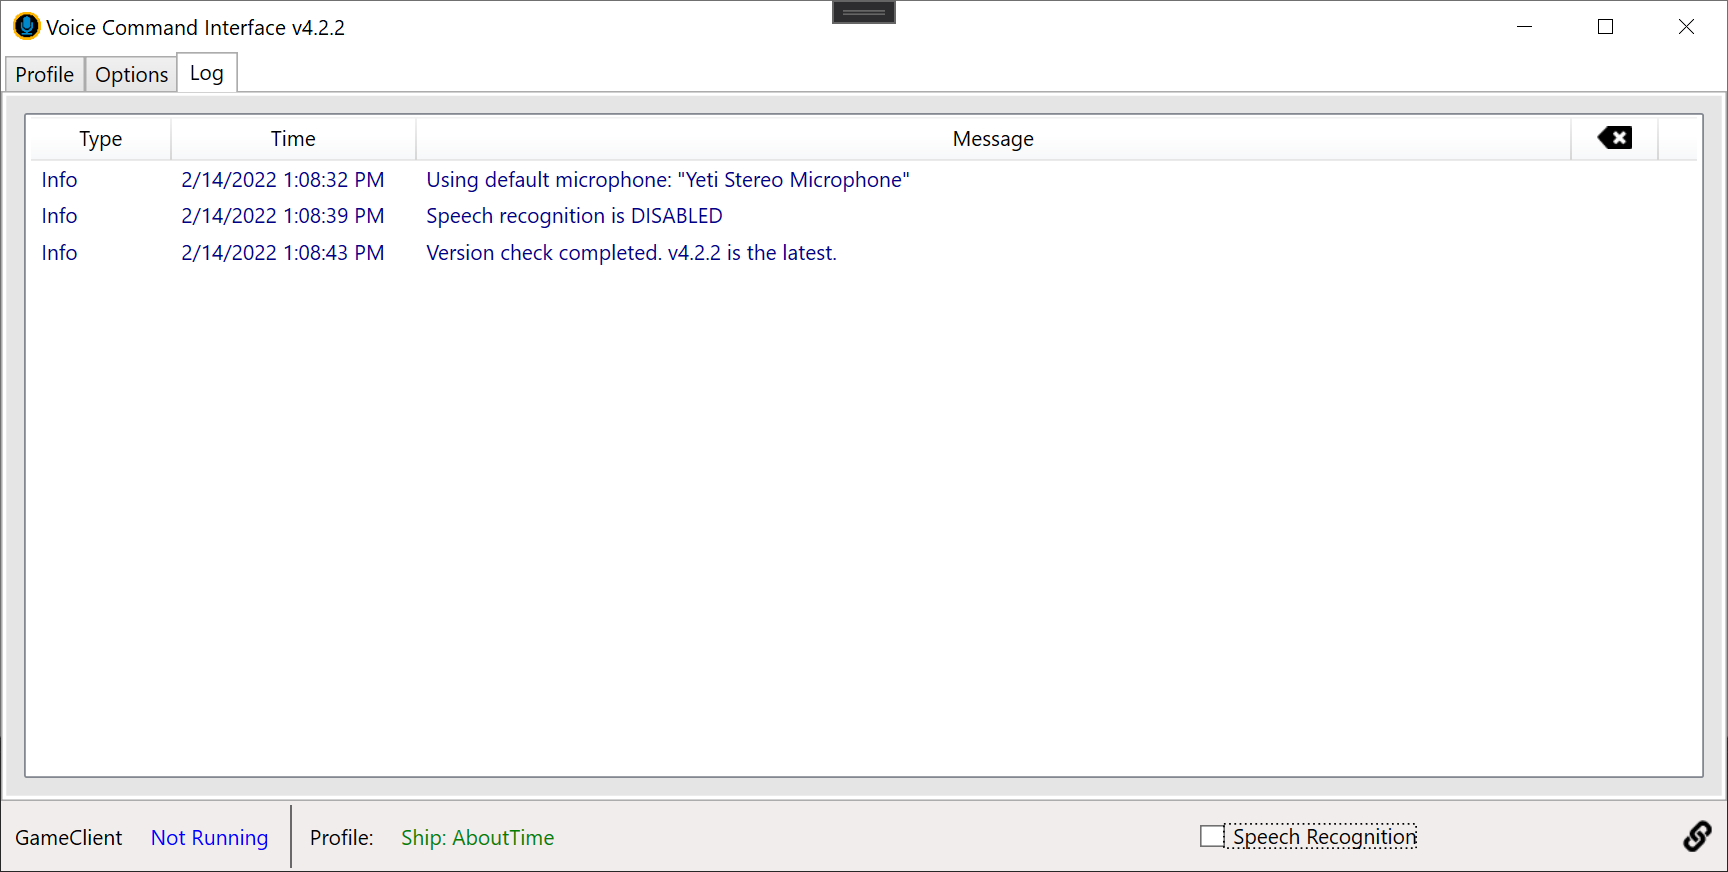 Voice Command Interface v4.2.2
Profile Options Log
Type Time Message
Info 2/14/2022 1:08:32 PM Using default microphone: "Yeti Stereo Microphone"
Info 2/14/2022 1:08:39 PM Speech recognition is DISABLED
Info 2/14/2022 1:08:43 PM Version check completed. v4.2.2 is the latest.
GameClient Not Running Profile: Ship: AboutTime Speech Recognition